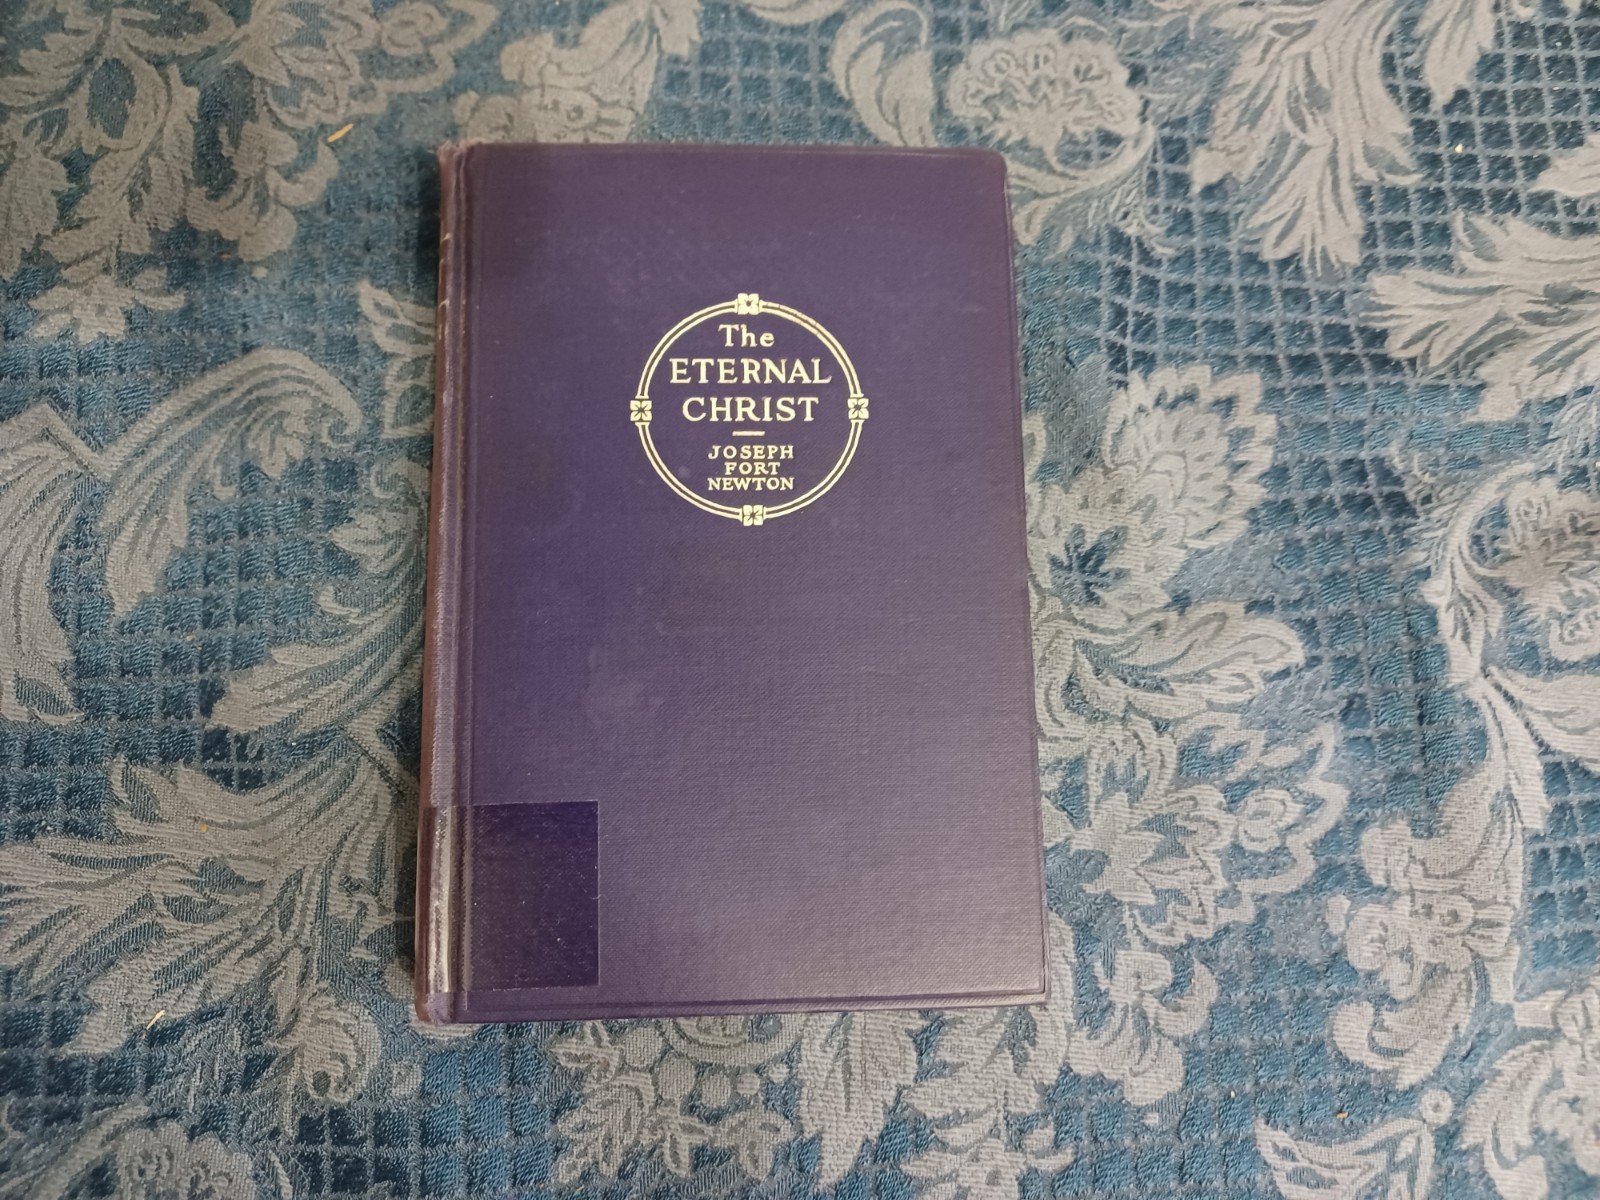 The
ETERNAL
CHRIST
JOSEPH
FORT
NEWTON